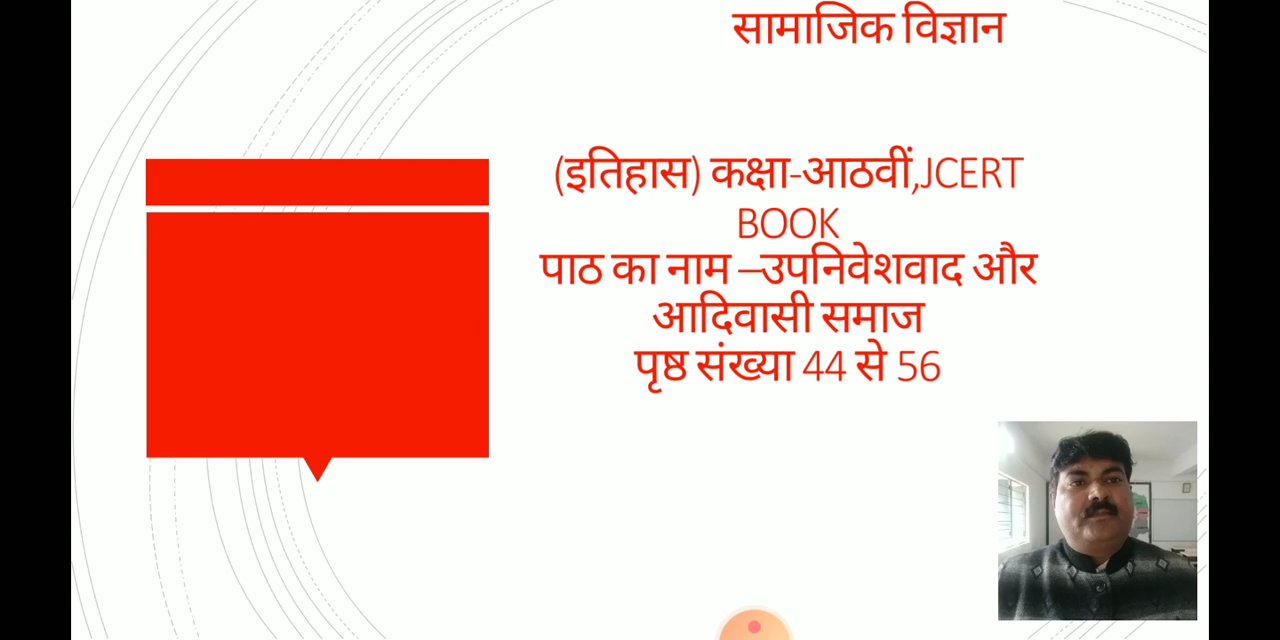 सामाजिक विज्ञान
(इतिहास) कक्षा-आठवीं,JCERT
BOOK
पाठ का नाम –उपनिवेशवाद और
आदिवासी समाज
पृष्ठ संख्या 44 से 56